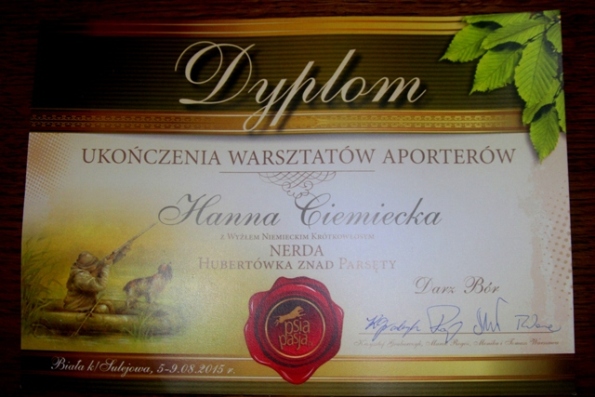 Dyplom
UKOŃCZENIA WARSZTATÓW APORTERÓW
Hanna Ciemiecka
z Wyżłem Niemieckim Krótkowłosym
NERDA
Hubertówka znad Parsęty
Darz Bór
psia
pasja
Biała k/Sulejowa, 5-9.08.2015 r.